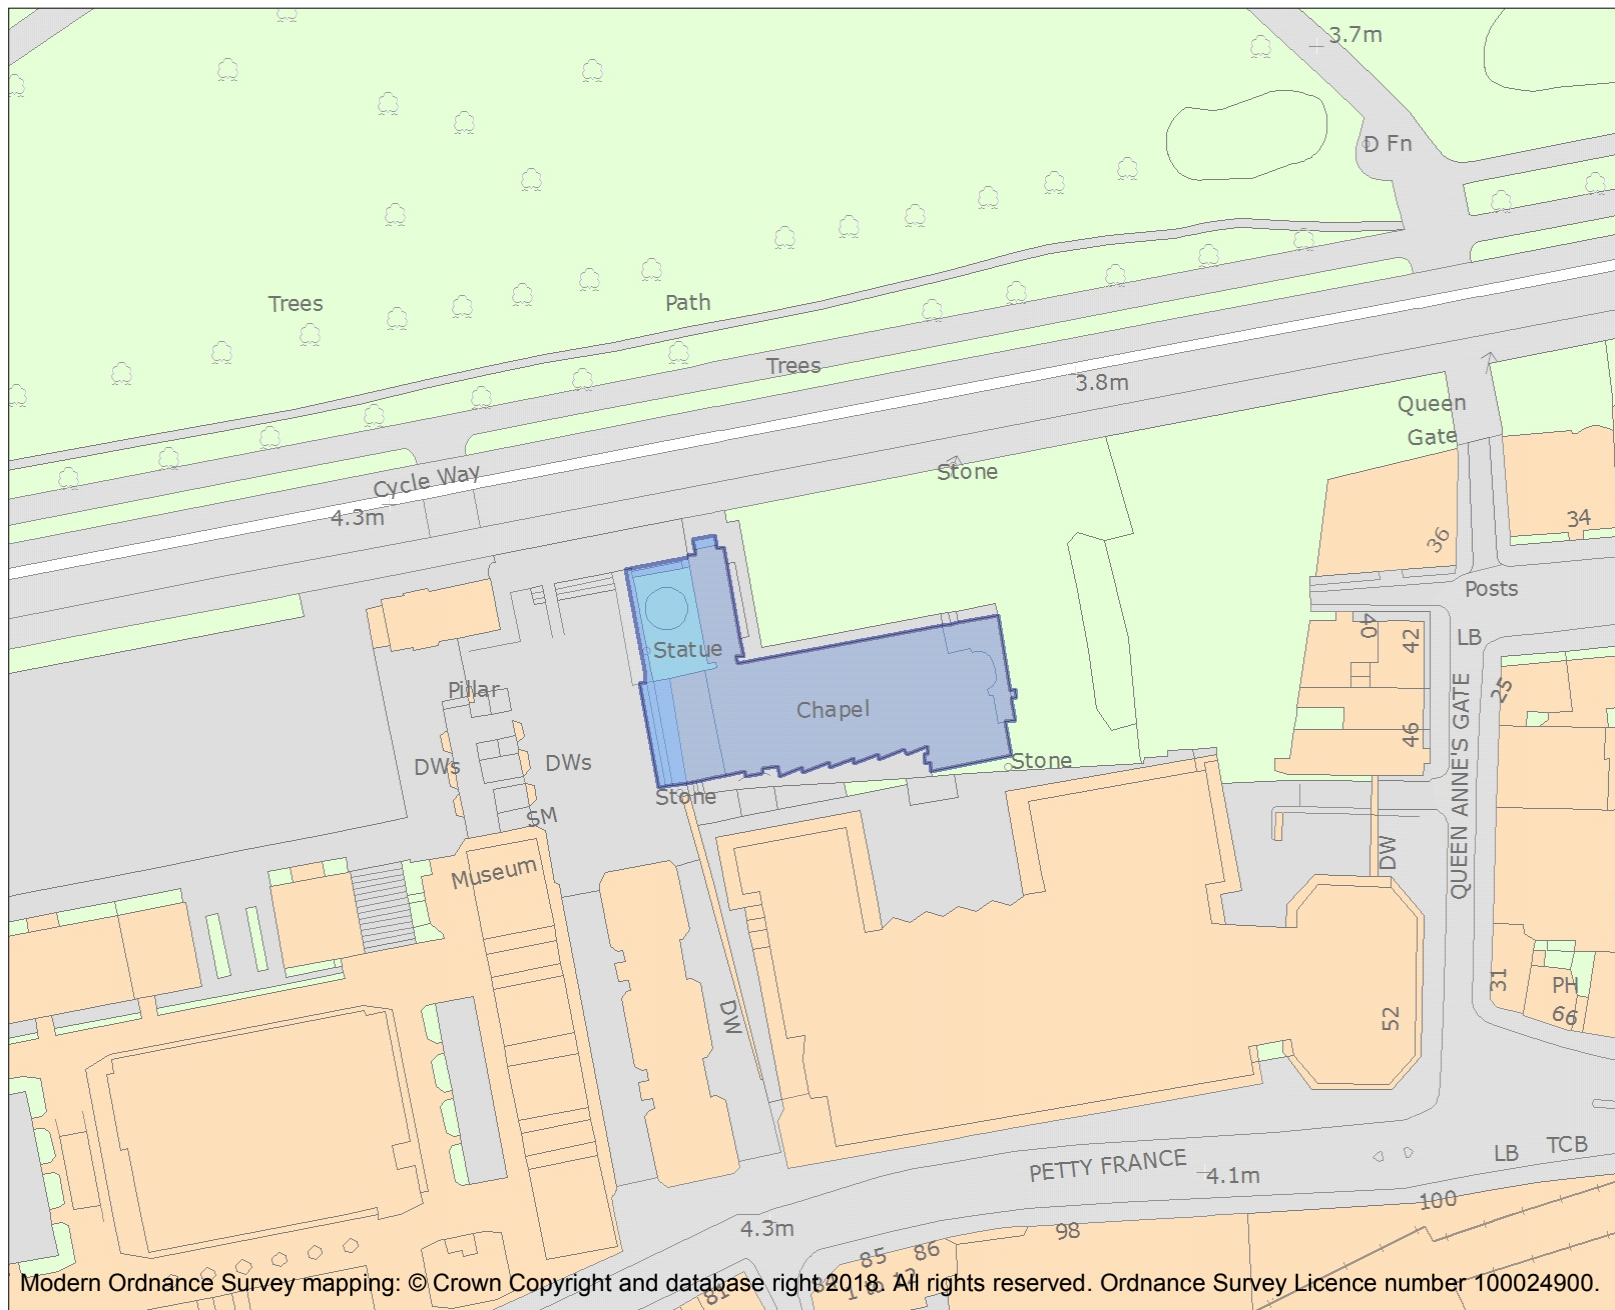 3.7m
D Fn
Trees
Path
Trees
3.8m
Queen
Gate
Cycle Way
Stone
4.3m
34
36
Posts
40
42
LB
Statue
Pillar
25
Chapel
46
QUEEN ANNE'S GATE
DWs
DWs
Stone
Stone
SM
DW
Museum
31
PH
66
DW
52
PETTY FRANCE
4.1m
LB
TCB
100
4.3m
98
85
86
84
81
Modern Ordnance Survey mapping: © Crown Copyright and database right 2018. All rights reserved. Ordnance Survey Licence number 100024900.